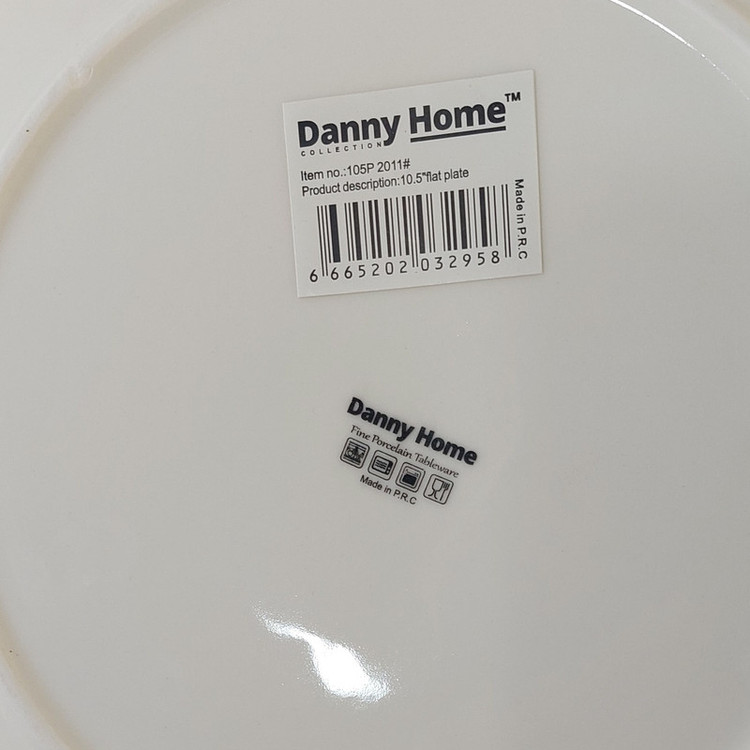 Danny Home™
COLLECTION
Item no.:105P 2011#
Product description:10.5"flat plate
Made in P.R.C
6 665202 032958
Danny Home
Fine Porcelain Tableware
Made in P.R.C